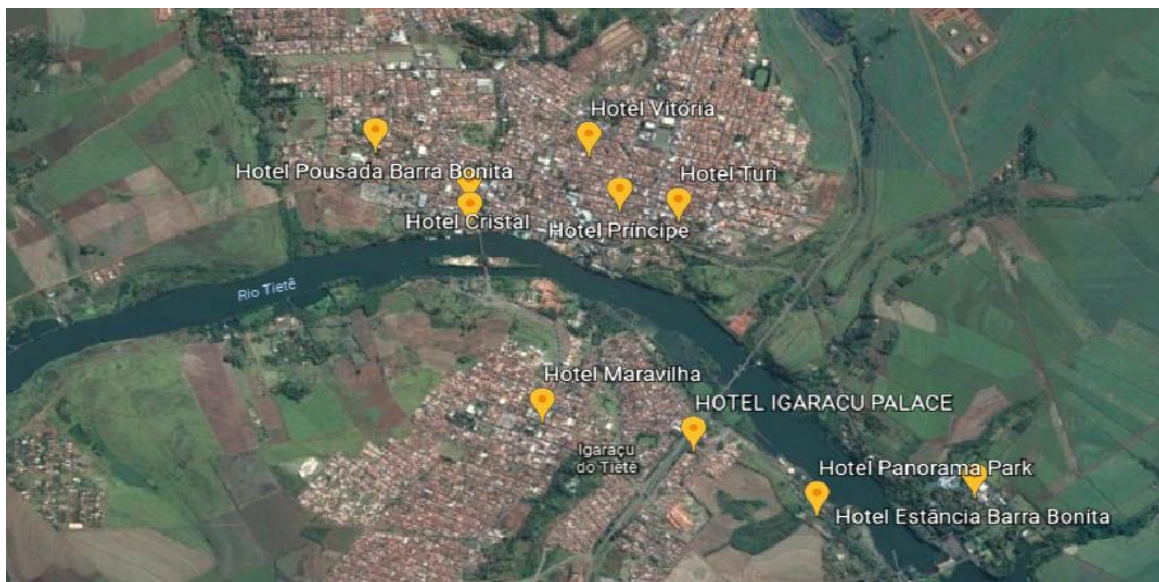 Hotel Vitória
Hotel Pousada Barra Bonita
Hotel Turi
Hotel Cristal
Hotel Príncipe
Rio Tietê
Hotel Maravilha
HOTEL IGARACU PALACE
Igaraçu
do Tietê
Hotel Panorama Park
Hotel Estância Barra Bonita